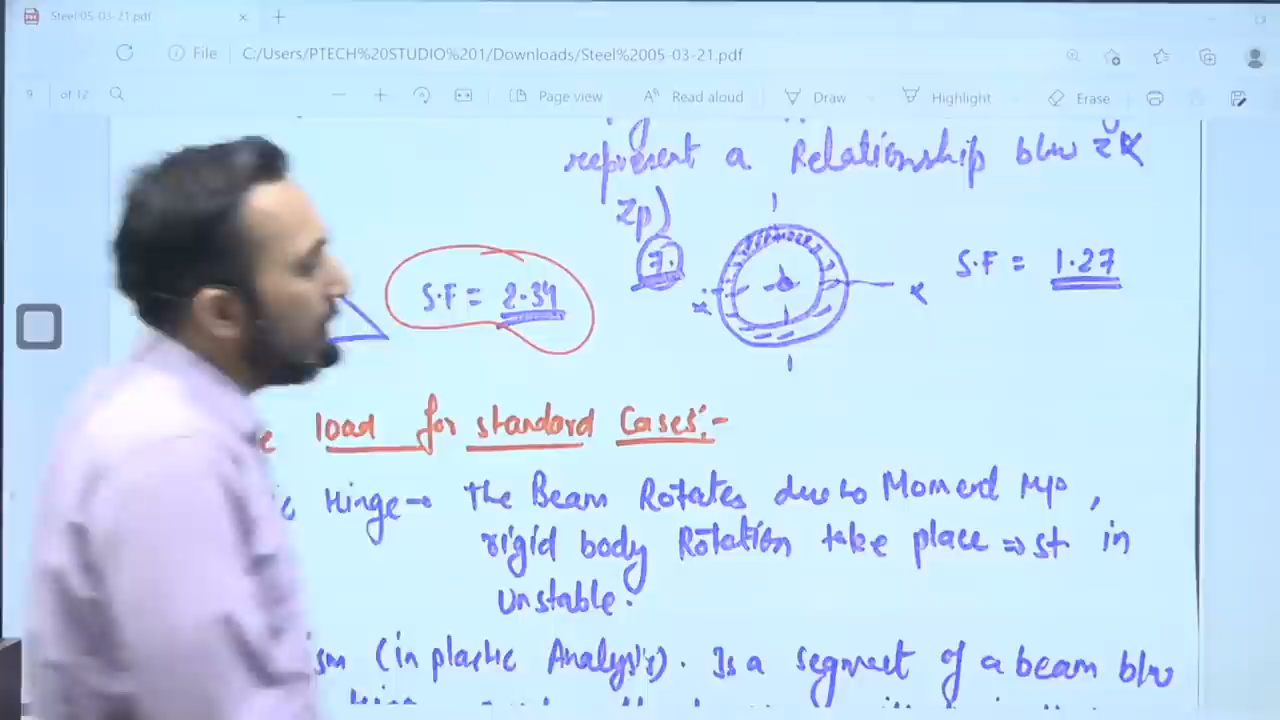 Steel 05-03-21.pdf
File C:/Users/PTECH%20STUDIO%201/Downloads/Steel%2005-03-21.pdf
9 of 12 Page view Read aloud Draw Highlight Erase
represent a Relationship b/w Z &
Zp)
7.
S.F = 2.34
S.F = 1.27
x x
load for standard Cases:-
Hinge → The Beam Rotates due to Moment Mp,
rigid body Rotation take place ⇒ st in
unstable.
ism (in plastic Analysis). Is a segment of a beam b/w